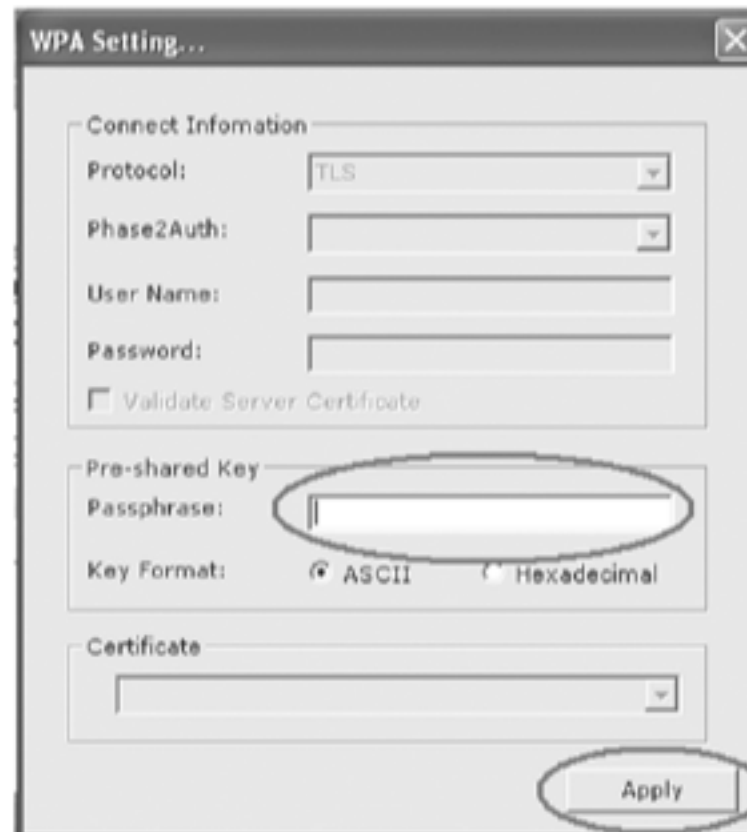 WPA Setting...
Connect Infomation
Protocol: TLS
Phase2Auth:
User Name:
Password:
Validate Server Certificate
Pre-shared Key
Passphrase:
Key Format: ASCII Hexadecimal
Certificate
Apply